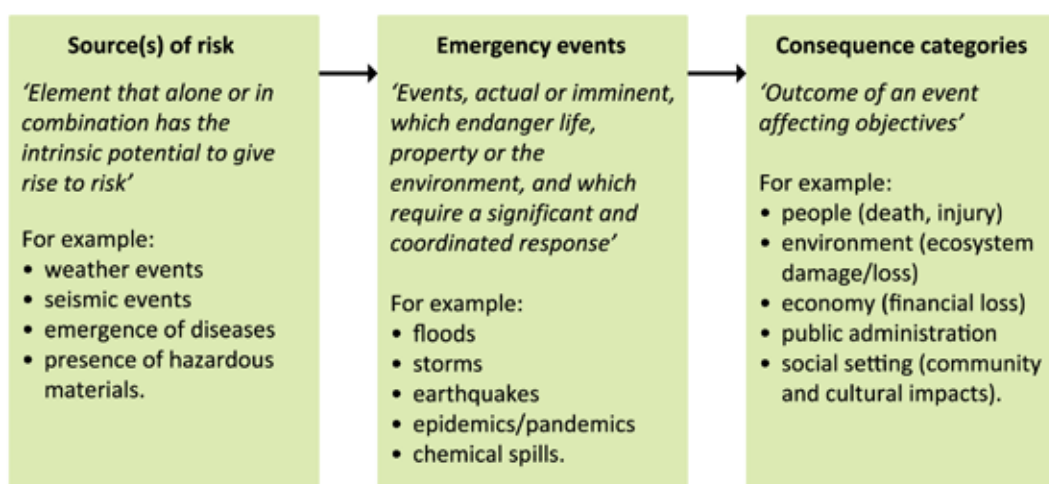 Source(s) of risk
‘Element that alone or in
combination has the
intrinsic potential to give
rise to risk’
For example:
• weather events
• seismic events
• emergence of diseases
• presence of hazardous
materials.
Emergency events
‘Events, actual or imminent,
which endanger life,
property or the
environment, and which
require a significant and
coordinated response’
For example:
• floods
• storms
• earthquakes
• epidemics/pandemics
• chemical spills.
Consequence categories
‘Outcome of an event
affecting objectives’
For example:
• people (death, injury)
• environment (ecosystem
damage/loss)
• economy (financial loss)
• public administration
• social setting (community
and cultural impacts).